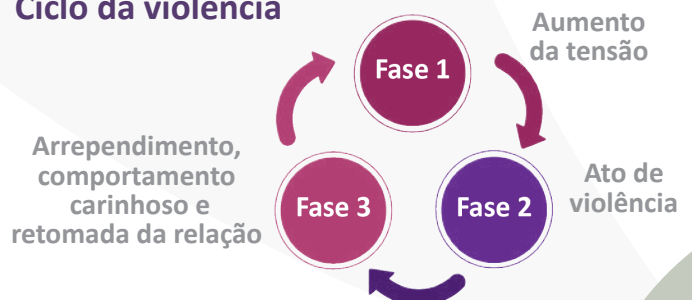 Ciclo da violência
Fase 1
Aumento
da tensão
Fase 2
Ato de
violência
Fase 3
Arrependimento,
comportamento
carinhoso e
retomada da relação